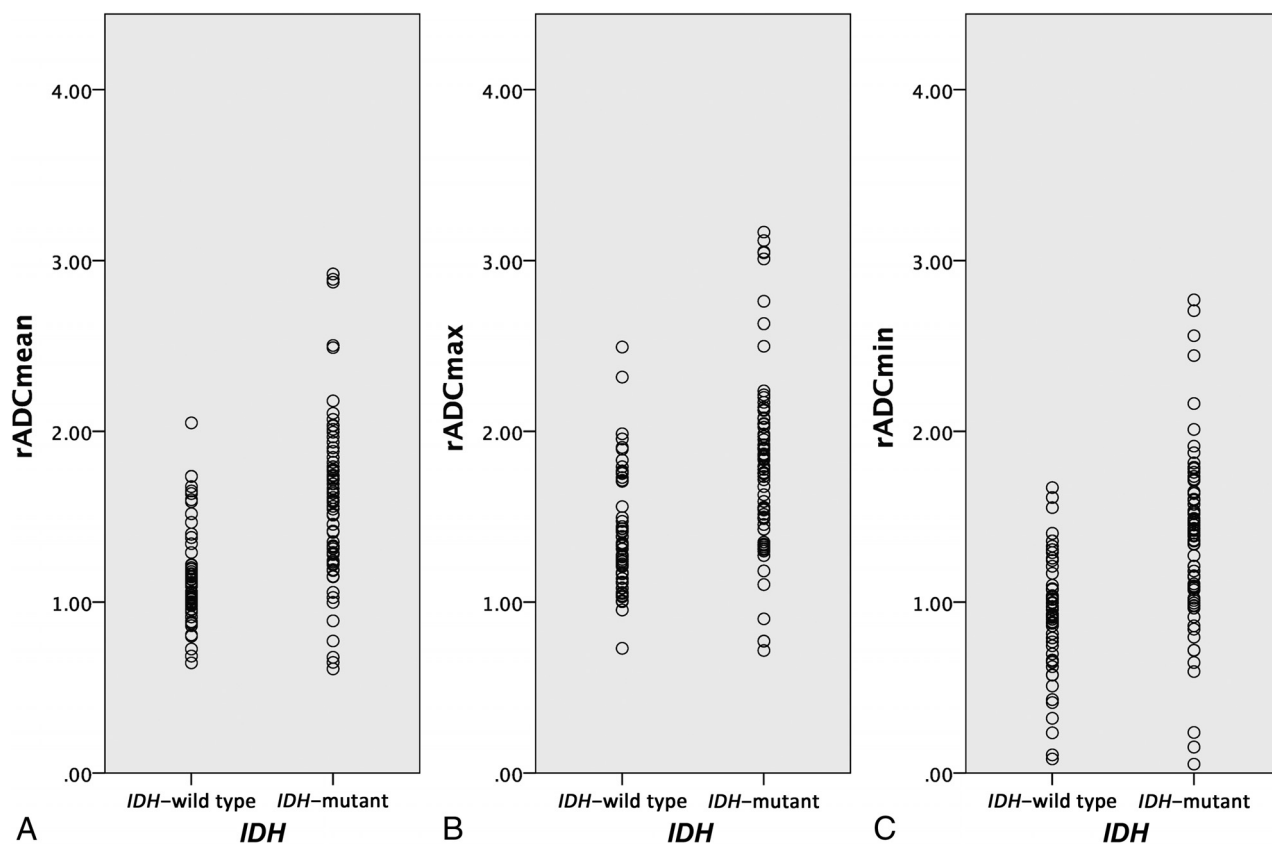 4.00
3.00
2.00
1.00
.00
rADCmean
IDH-wild type
IDH-mutant
IDH
A
4.00
3.00
2.00
1.00
.00
rADCmax
IDH-wild type
IDH-mutant
IDH
B
4.00
3.00
2.00
1.00
.00
rADCmin
IDH-wild type
IDH-mutant
IDH
C